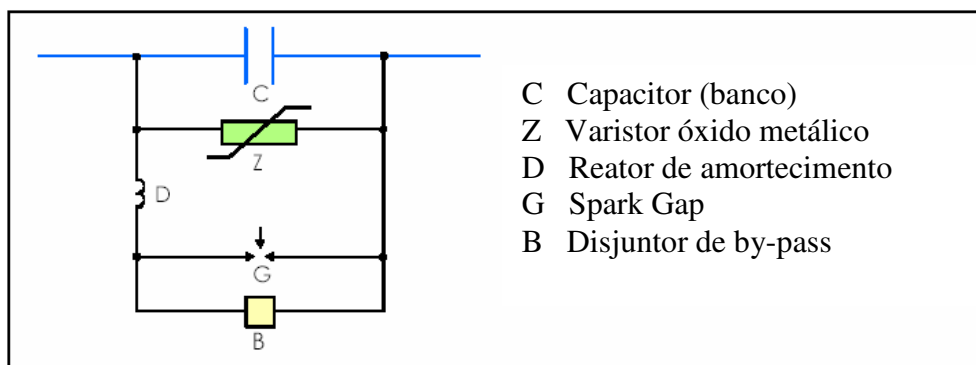 C
Z
D
G
B
C Capacitor (banco)
Z Varistor óxido metálico
D Reator de amortecimento
G Spark Gap
B Disjuntor de by-pass